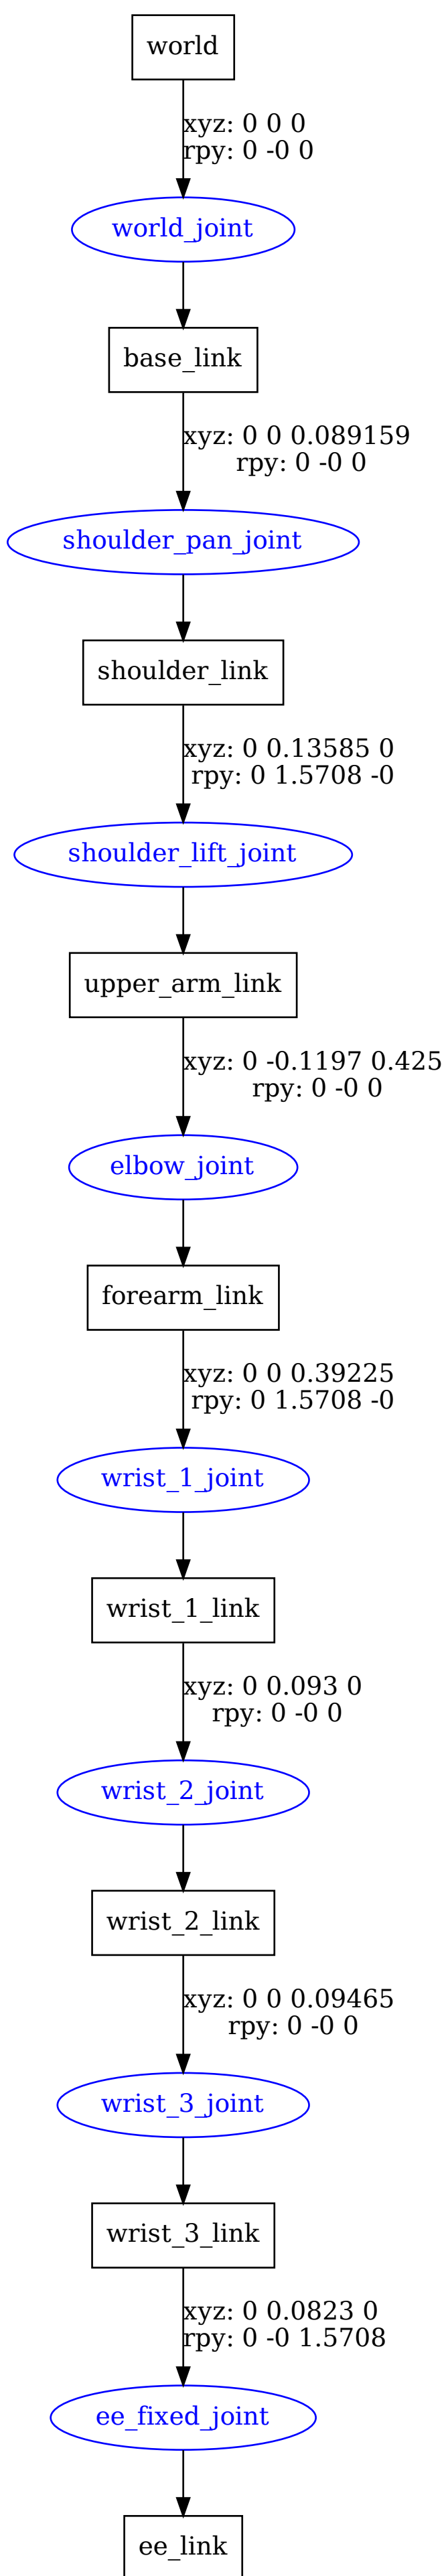 world
xyz: 0 0 0
rpy: 0 -0 0
world_joint
base_link
xyz: 0 0 0.089159
rpy: 0 -0 0
shoulder_pan_joint
shoulder_link
xyz: 0 0.13585 0
rpy: 0 1.5708 -0
shoulder_lift_joint
upper_arm_link
xyz: 0 -0.1197 0.425
rpy: 0 -0 0
elbow_joint
forearm_link
xyz: 0 0 0.39225
rpy: 0 1.5708 -0
wrist_1_joint
wrist_1_link
xyz: 0 0.093 0
rpy: 0 -0 0
wrist_2_joint
wrist_2_link
xyz: 0 0 0.09465
rpy: 0 -0 0
wrist_3_joint
wrist_3_link
xyz: 0 0.0823 0
rpy: 0 -0 1.5708
ee_fixed_joint
ee_link